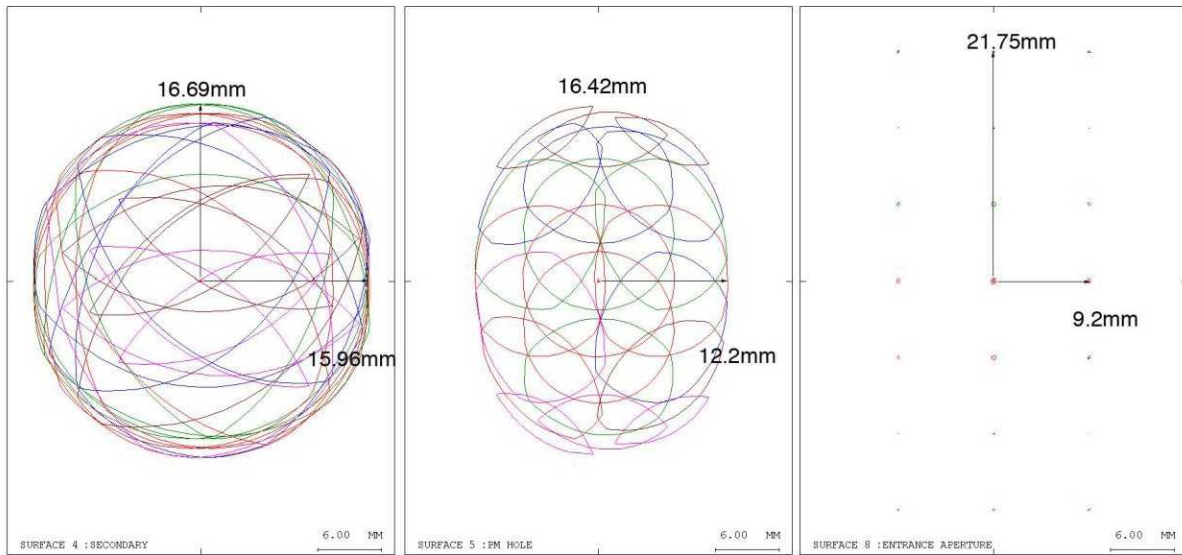 16.69mm
15.96mm
6.00 MM
SURFACE 4 :SECONDARY
16.42mm
12.2mm
6.00 MM
SURFACE 5 :PM HOLE
21.75mm
9.2mm
6.00 MM
SURFACE 8 :ENTRANCE APERTURE